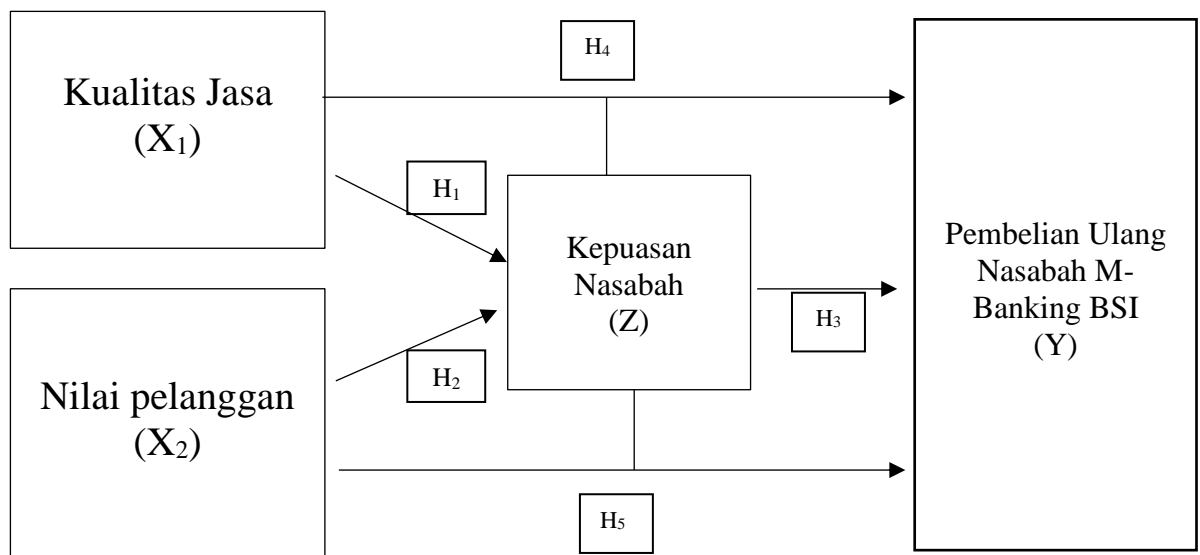 H₄
Kualitas Jasa
(X₁)
H₁
Kepuasan
Nasabah
(Z)
Pembelian Ulang
Nasabah M-
Banking BSI
(Y)
H₃
H₂
Nilai pelanggan
(X₂)
H₅